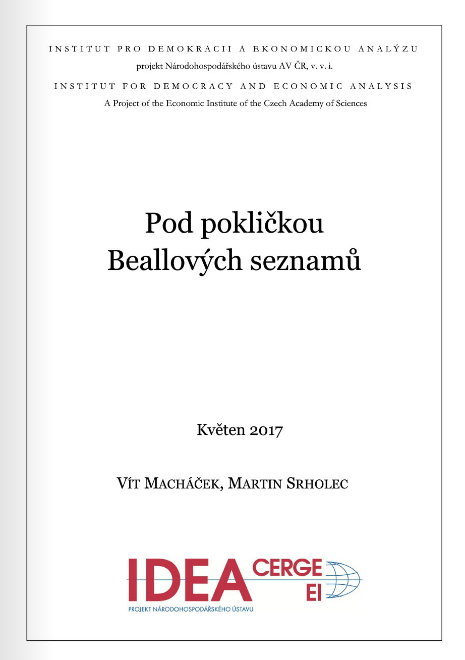 INSTITUT PRO DEMOKRACII A EKONOMICKOU ANALÝZU
projekt Národohospodářského ústavu AV ČR, v. v. i.
INSTITUT FOR DEMOCRACY AND ECONOMIC ANALYSIS
A Project of the Economic Institute of the Czech Academy of Sciences
Pod pokličkou
Beallových seznamů
Květen 2017
VÍT MACHÁČEK, MARTIN SRHOLEC
IDEA CERGE
EI
PROJEKT NÁRODOHOSPODÁŘSKÉHO ÚSTAVU